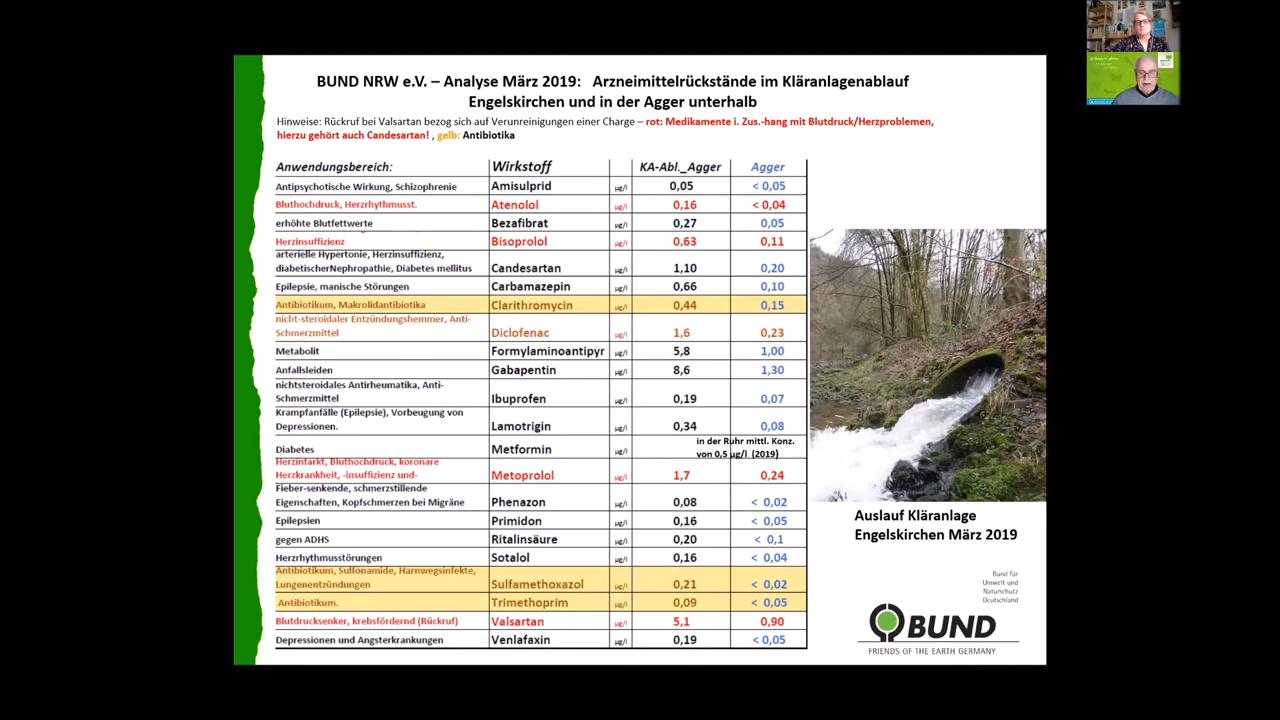 BUND NRW e.V. – Analyse März 2019: Arzneimittelrückstände im Kläranlagenablauf
Engelskirchen und in der Agger unterhalb
Hinweise: Rückruf bei Valsartan bezog sich auf Verunreinigungen einer Charge – rot: Medikamente i. Zus.-hang mit Blutdruck/Herzproblemen,
hierzu gehört auch Candesartan! , gelb: Antibiotika
Anwendungsbereich: Wirkstoff KA-Abl._Agger Agger
Antipsychotische Wirkung, Schizophrenie Amisulprid µg/l 0,05 < 0,05
Bluthochdruck, Herzrhythmusst. Atenolol µg/l 0,16 < 0,04
erhöhte Blutfettwerte Bezafibrat µg/l 0,27 0,05
Herzinsuffizienz Bisoprolol µg/l 0,63 0,11
arterielle Hypertonie, Herzinsuffizienz,
diabetischerNephropathie, Diabetes mellitus Candesartan µg/l 1,10 0,20
Epilepsie, manische Störungen Carbamazepin µg/l 0,66 0,10
Antibiotikum, Makrolidantibiotika Clarithromycin µg/l 0,44 0,15
nicht-steroidaler Entzündungshemmer, Anti-
Schmerzmittel Diclofenac µg/l 1,6 0,23
Metabolit Formylaminoantipyr µg/l 5,8 1,00
Anfallsleiden Gabapentin µg/l 8,6 1,30
nichtsteroidales Antirheumatika, Anti-
Schmerzmittel Ibuprofen µg/l 0,19 0,07
Krampfanfälle (Epilepsie), Vorbeugung von
Depressionen. Lamotrigin µg/l 0,34 0,08
in der Ruhr mittl. Konz.
Diabetes Metformin µg/l von 0,5 µg/l (2019)
Herzinfarkt, Bluthochdruck, koronare
Herzkrankheit, -insuffizienz und- Metoprolol µg/l 1,7 0,24
Fieber-senkende, schmerzstillende
Eigenschaften, Kopfschmerzen bei Migräne Phenazon µg/l 0,08 < 0,02
Epilepsien Primidon µg/l 0,16 < 0,05
gegen ADHS Ritalinsäure µg/l 0,20 < 0,1
Herzrhythmusstörungen Sotalol µg/l 0,16 < 0,04
Antibiotikum, Sulfonamide, Harnwegsinfekte,
Lungenentzündungen Sulfamethoxazol µg/l 0,21 < 0,02
Antibiotikum. Trimethoprim µg/l 0,09 < 0,05
Blutdrucksenker, krebsfördernd (Rückruf) Valsartan µg/l 5,1 0,90
Depressionen und Angsterkrankungen Venlafaxin µg/l 0,19 <0,05
Auslauf Kläranlage
Engelskirchen März 2019
Bund für
Umwelt und
Naturschutz
Deutschland
BUND
FRIENDS OF THE EARTH GERMANY